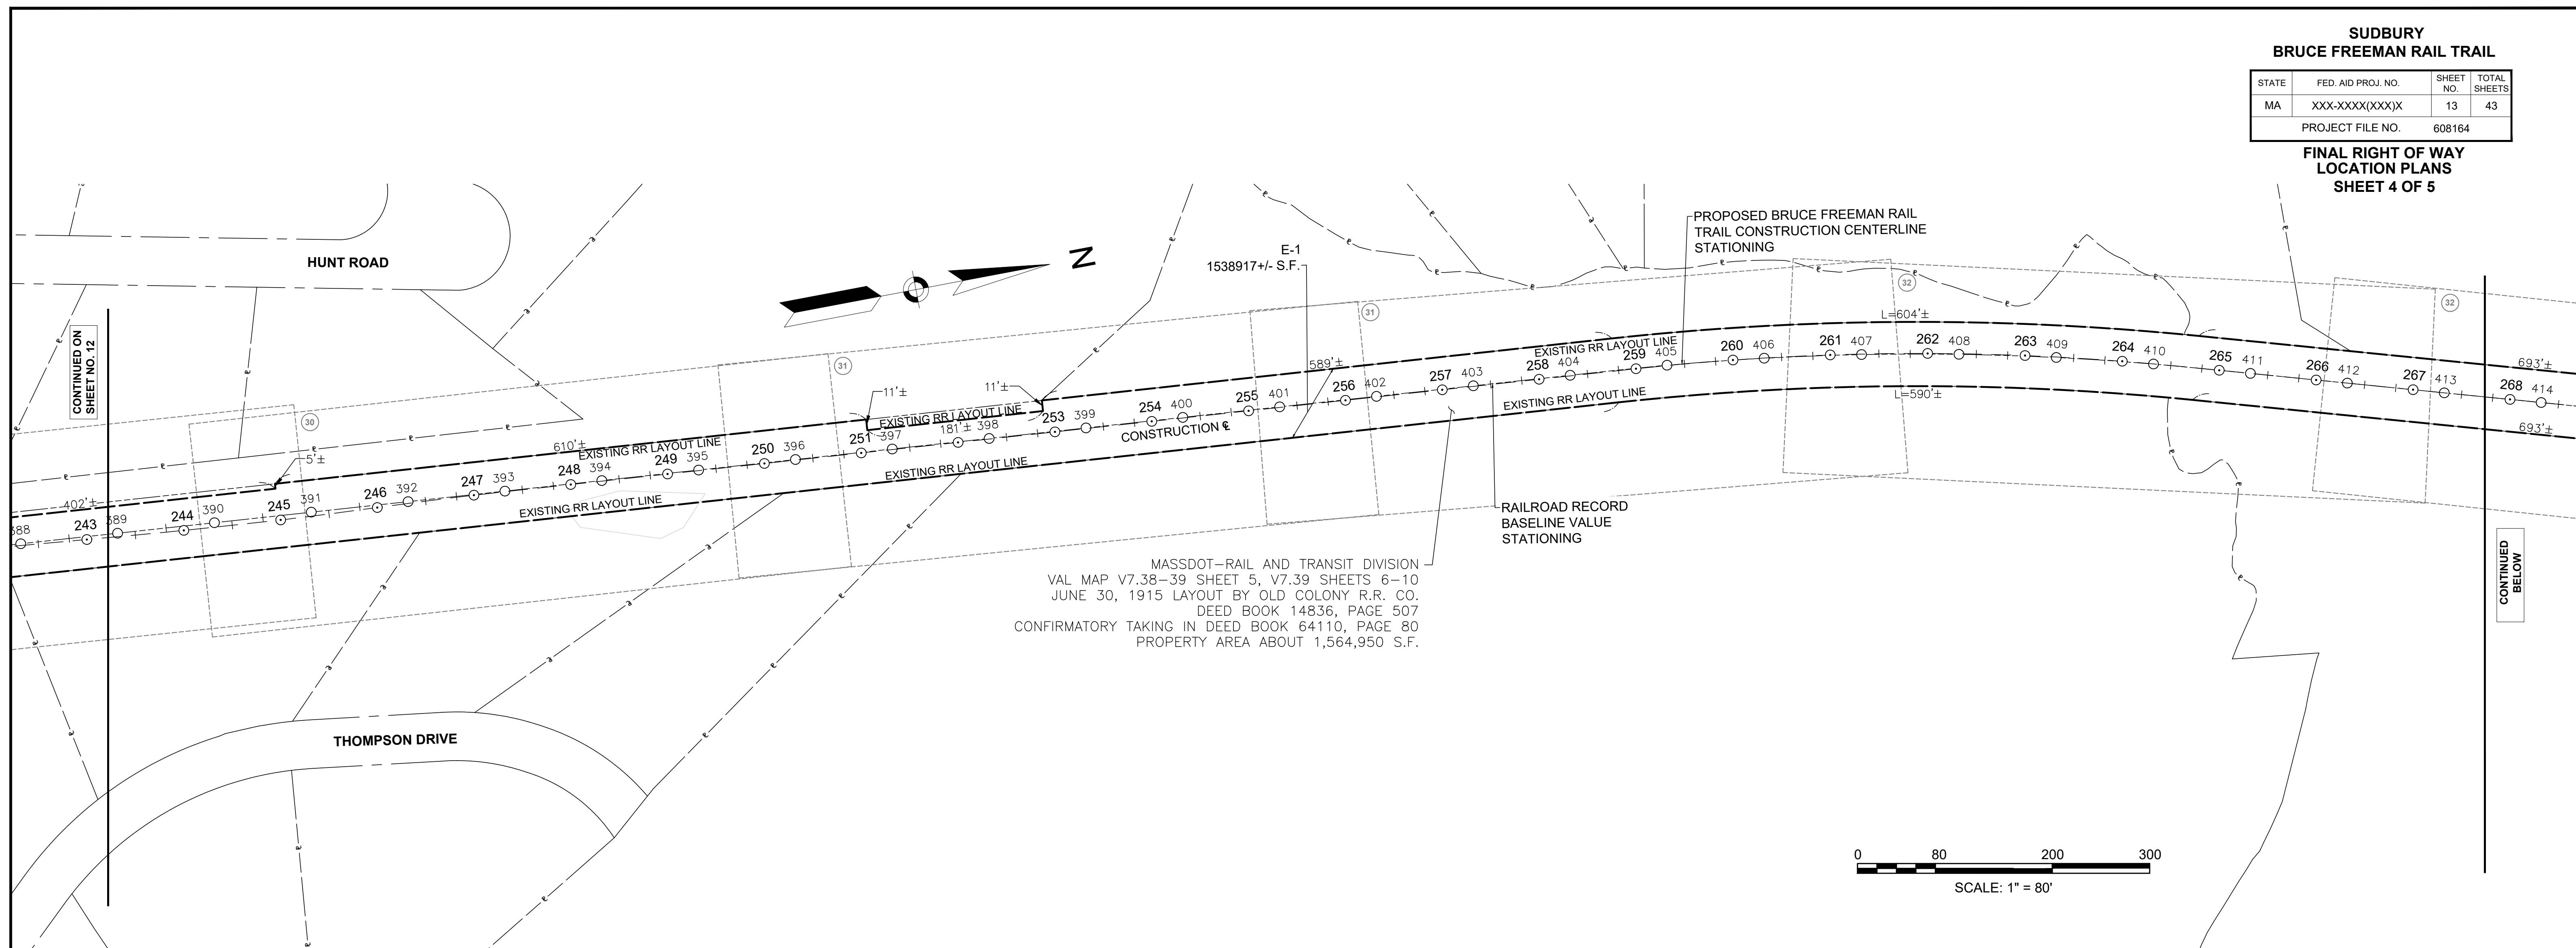 SUDBURY
BRUCE FREEMAN RAIL TRAIL
STATE FED. AID PROJ. NO. SHEET NO. TOTAL SHEETS
MA XXX-XXXX(XXX)X 13 43
PROJECT FILE NO. 608164
FINAL RIGHT OF WAY
LOCATION PLANS
SHEET 4 OF 5
HUNT ROAD
CONTINUED ON
SHEET NO. 12
N
E-1
1538917+/- S.F.
PROPOSED BRUCE FREEMAN RAIL
TRAIL CONSTRUCTION CENTERLINE
STATIONING
30
31
31
32
32
402'±
5'±
610'±
11'±
11'±
181'±
589'±
L=604'±
L=590'±
693'±
693'±
EXISTING RR LAYOUT LINE
EXISTING RR LAYOUT LINE
EXISTING RR LAYOUT LINE
EXISTING RR LAYOUT LINE
EXISTING RR LAYOUT LINE
EXISTING RR LAYOUT LINE
EXISTING RR LAYOUT LINE
CONSTRUCTION ℄
243 244 245 246 247 248 249 250 251 253 254 255 256 257 258 259 260 261 262 263 264 265 266 267 268
388 389 390 391 392 393 394 395 396 397 398 399 400 401 402 403 404 405 406 407 408 409 410 411 412 413 414
RAILROAD RECORD
BASELINE VALUE
STATIONING
MASSDOT-RAIL AND TRANSIT DIVISION
VAL MAP V7.38-39 SHEET 5, V7.39 SHEETS 6-10
JUNE 30, 1915 LAYOUT BY OLD COLONY R.R. CO.
DEED BOOK 14836, PAGE 507
CONFIRMATORY TAKING IN DEED BOOK 64110, PAGE 80
PROPERTY AREA ABOUT 1,564,950 S.F.
CONTINUED
BELOW
THOMPSON DRIVE
0 80 200 300
SCALE: 1" = 80'